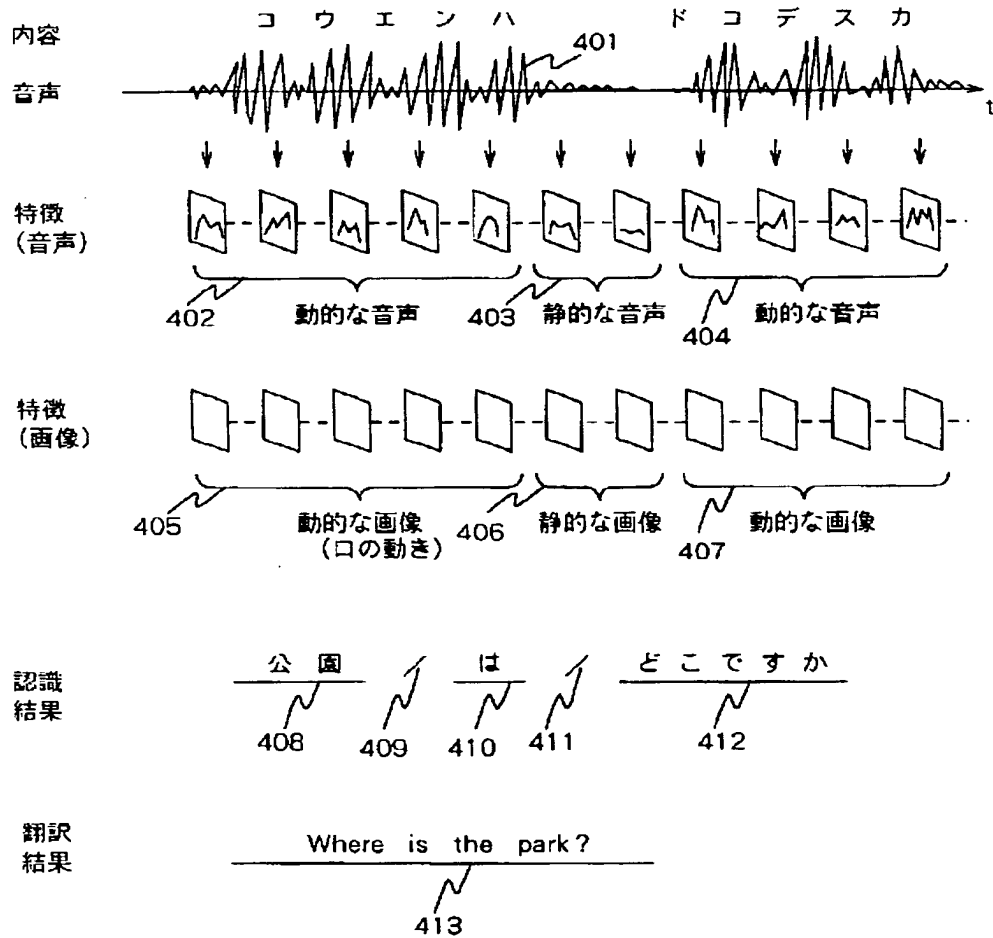 内容 コウエンハ ドコデスカ
401
音声 t
特徴
(音声)
402 動的な音声 403 静的な音声 404 動的な音声
特徴
(画像)
405 動的な画像 406 静的な画像 407 動的な画像
(口の動き)
認識
結果
公園 / は / どこですか
408 409 410 411 412
翻訳
結果
Where is the park?
413